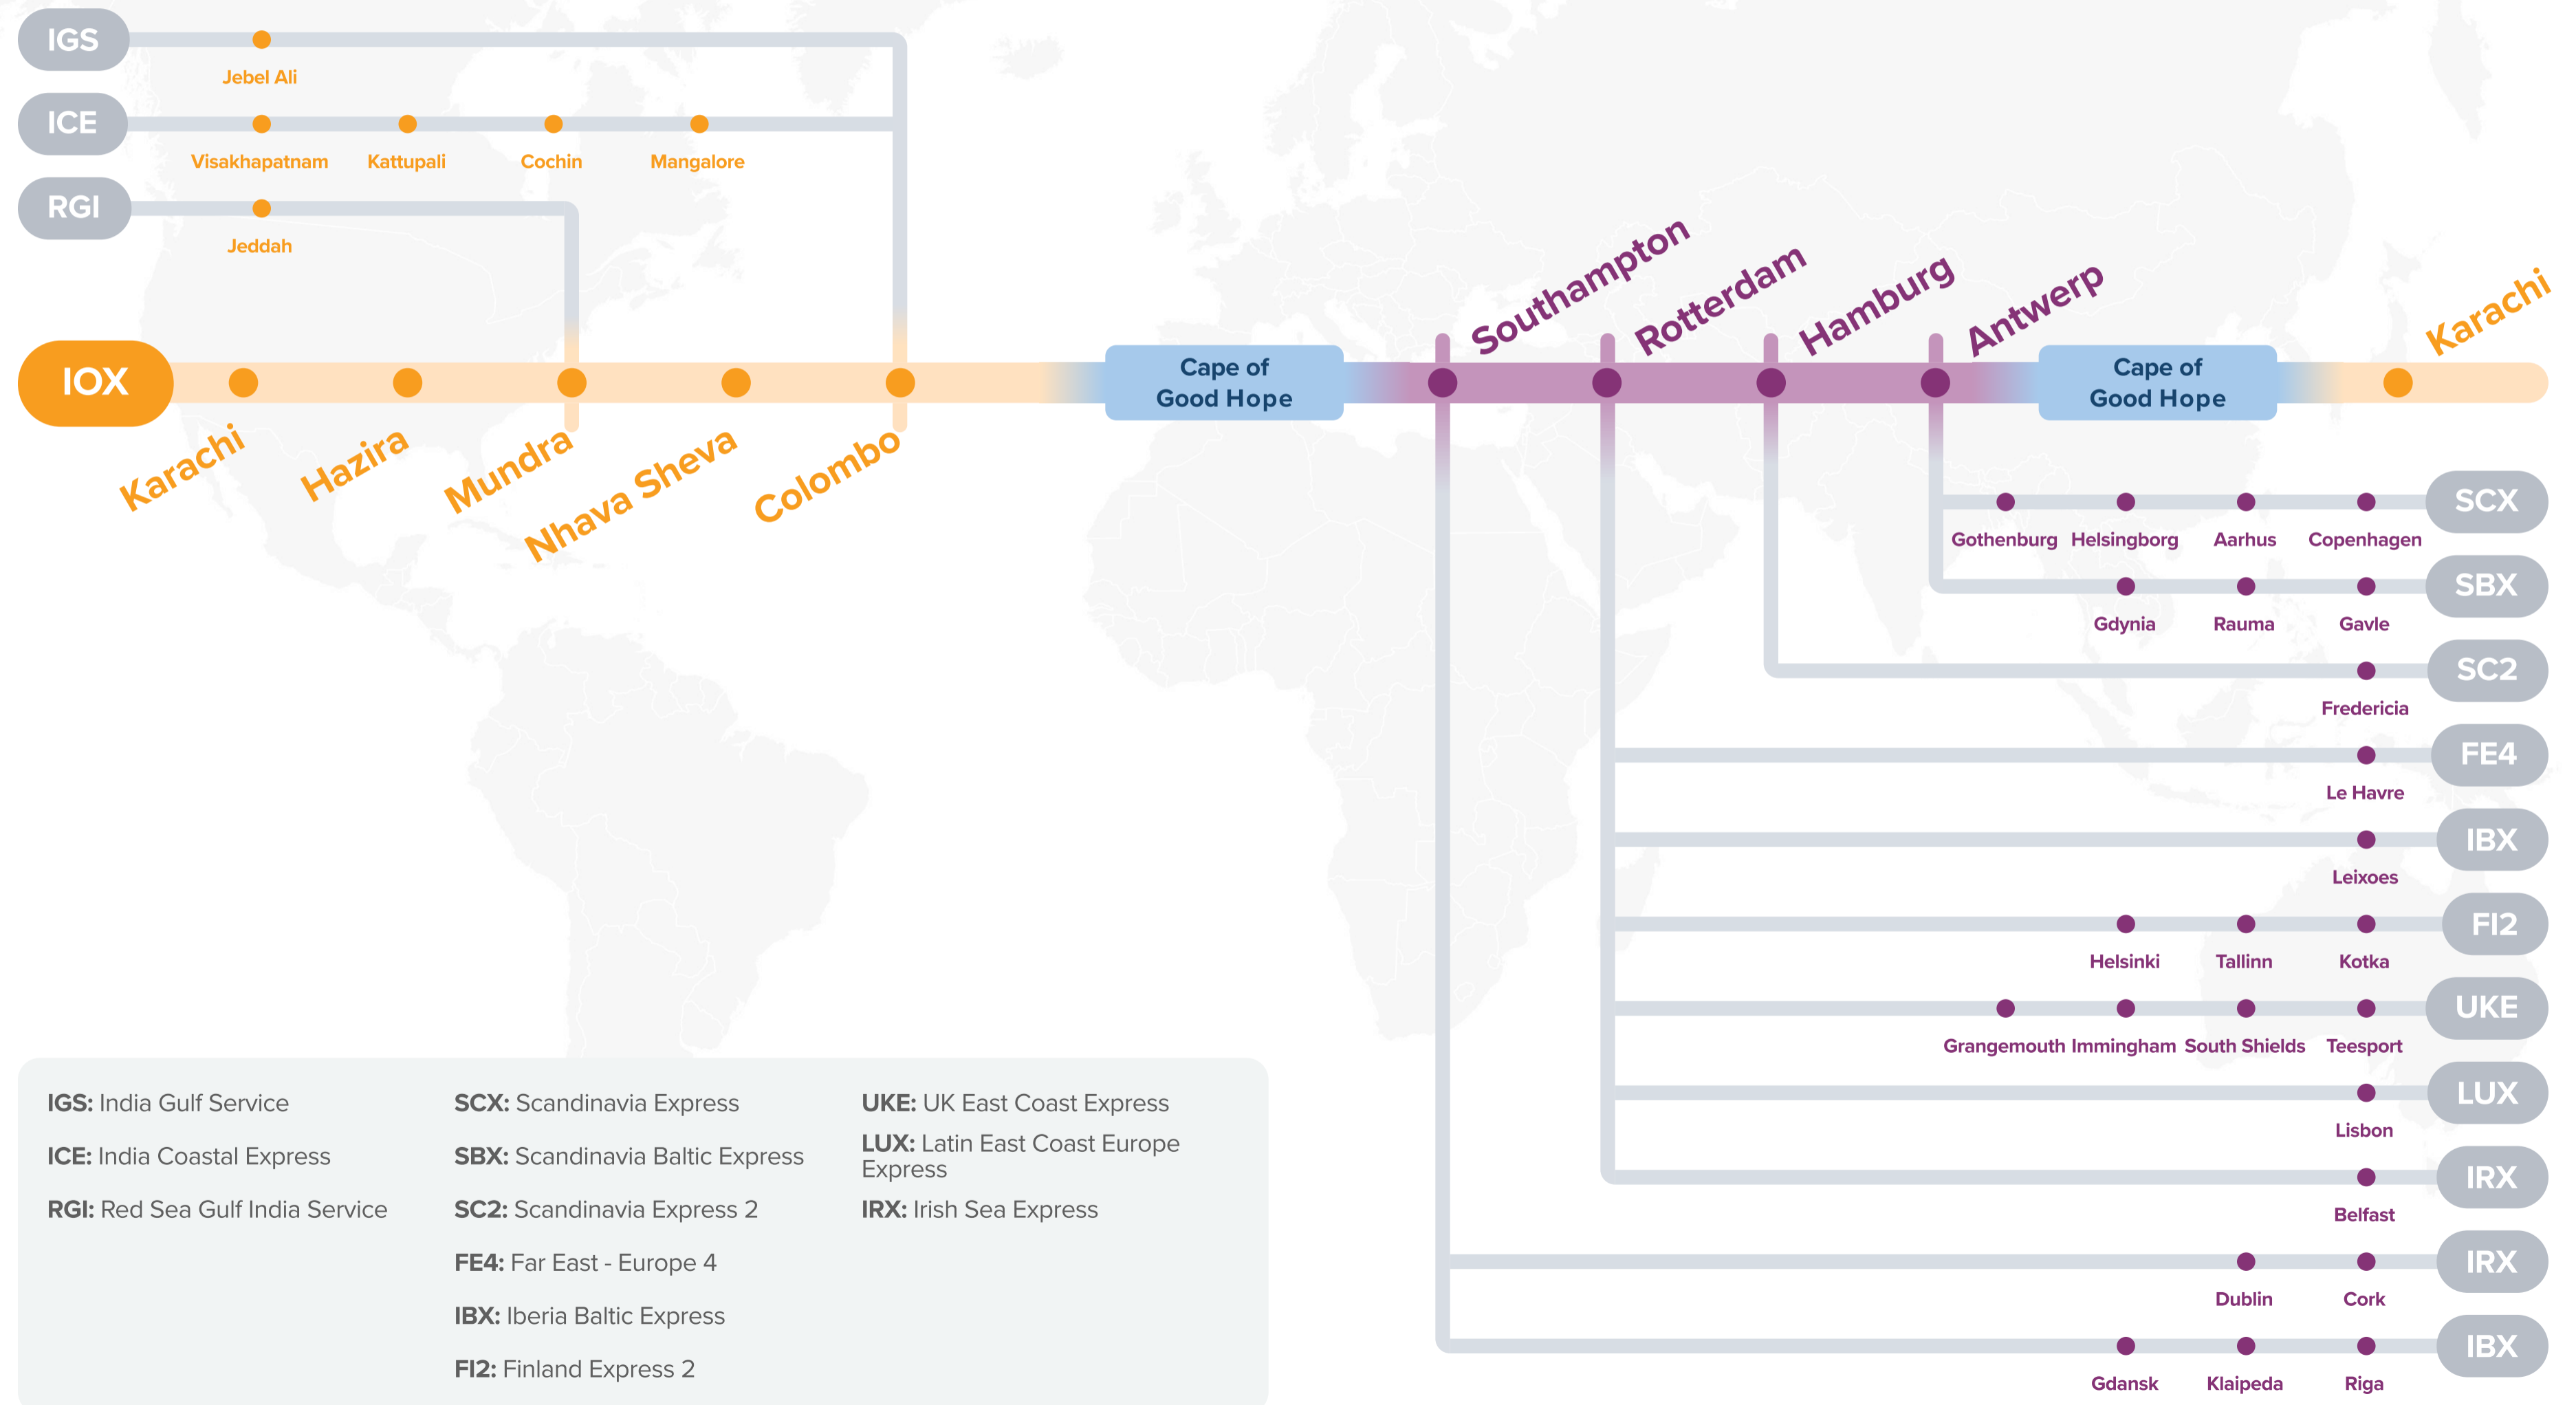 IGS
Jebel Ali
ICE
Visakhapatnam Kattupali Cochin Mangalore
RGI
Jeddah
IOX
Karachi
Hazira
Mundra
Nhava Sheva
Colombo
Cape of
Good Hope
Southampton
Rotterdam
Hamburg
Antwerp
Cape of
Good Hope
Karachi
SCX
Gothenburg Helsingborg Aarhus Copenhagen
SBX
Gdynia Rauma Gavle
SC2
Fredericia
FE4
Le Havre
IBX
Leixoes
FI2
Helsinki Tallinn Kotka
UKE
Grangemouth Immingham South Shields Teesport
LUX
Lisbon
IRX
Belfast
IRX
Dublin Cork
IBX
Gdansk Klaipeda Riga
IGS: India Gulf Service
ICE: India Coastal Express
RGI: Red Sea Gulf India Service
SCX: Scandinavia Express
SBX: Scandinavia Baltic Express
SC2: Scandinavia Express 2
FE4: Far East - Europe 4
IBX: Iberia Baltic Express
FI2: Finland Express 2
UKE: UK East Coast Express
LUX: Latin East Coast Europe
Express
IRX: Irish Sea Express